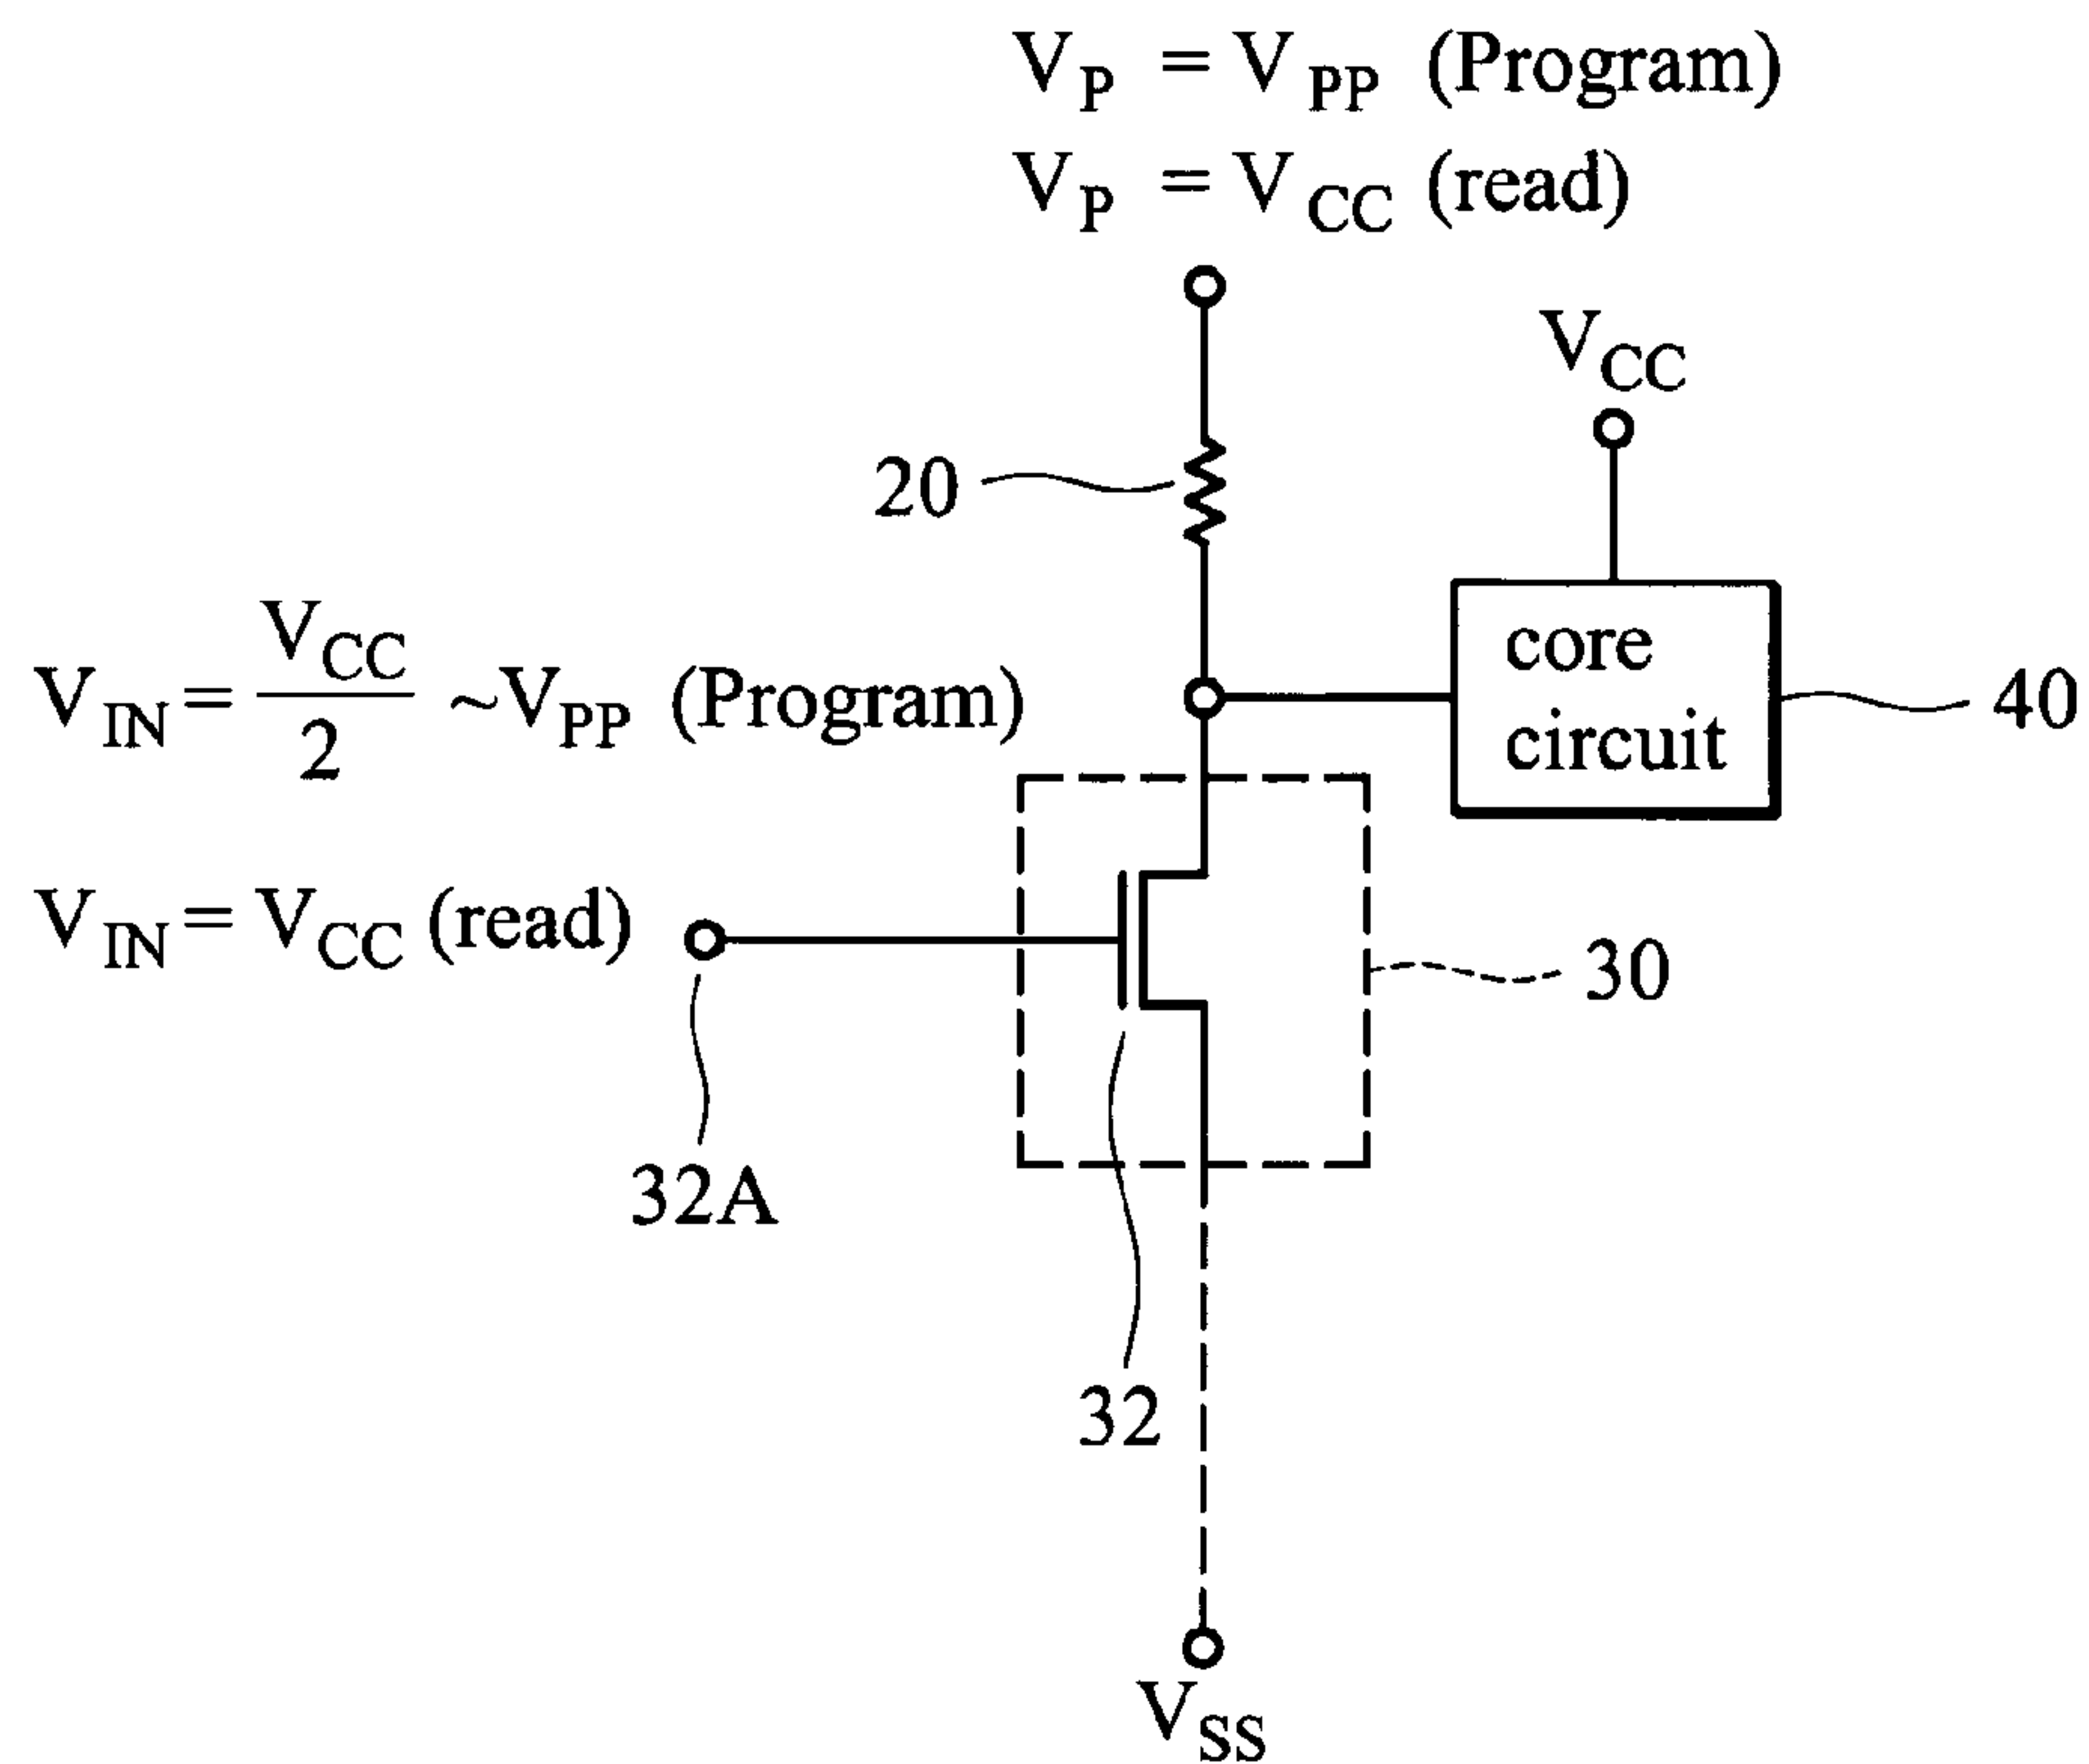 V_P = V_PP (Program)
V_P = V_CC (read)
V_CC
20
V_IN = V_CC/2 ~V_PP (Program)
core
circuit
40
V_IN = V_CC (read)
30
32A
32
V_SS